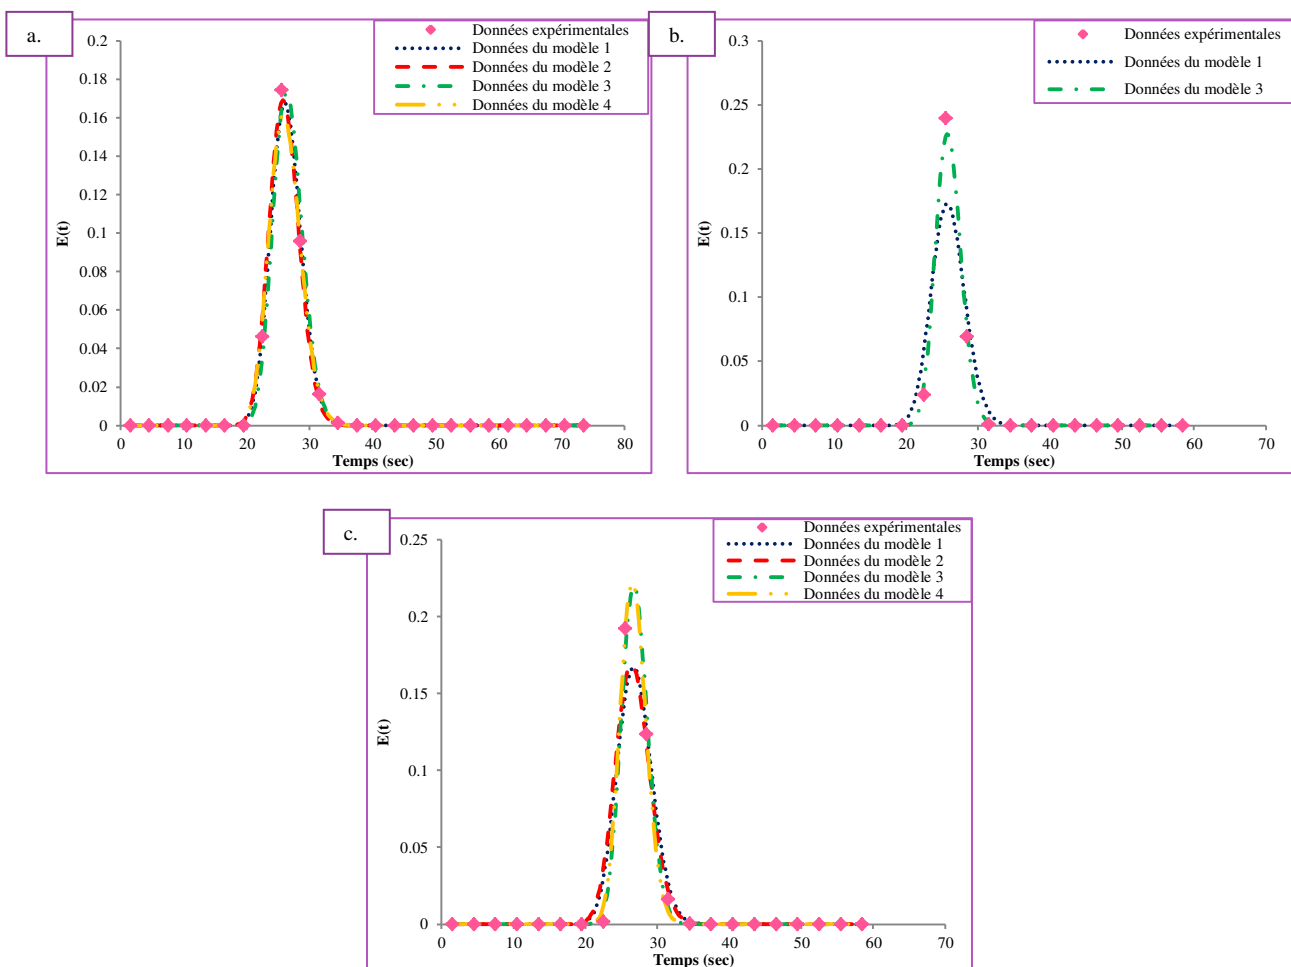 a.
Données expérimentales
Données du modèle 1
Données du modèle 2
Données du modèle 3
Données du modèle 4
0.2
0.18
0.16
0.14
0.12
0.1
0.08
0.06
0.04
0.02
0
E(t)
0 10 20 30 40 50 60 70 80
Temps (sec)
b.
Données expérimentales
Données du modèle 1
Données du modèle 3
0.3
0.25
0.2
0.15
0.1
0.05
0
E(t)
0 10 20 30 40 50 60 70
Temps (sec)
c.
Données expérimentales
Données du modèle 1
Données du modèle 2
Données du modèle 3
Données du modèle 4
0.25
0.2
0.15
0.1
0.05
0
E(t)
0 10 20 30 40 50 60 70
Temps (sec)